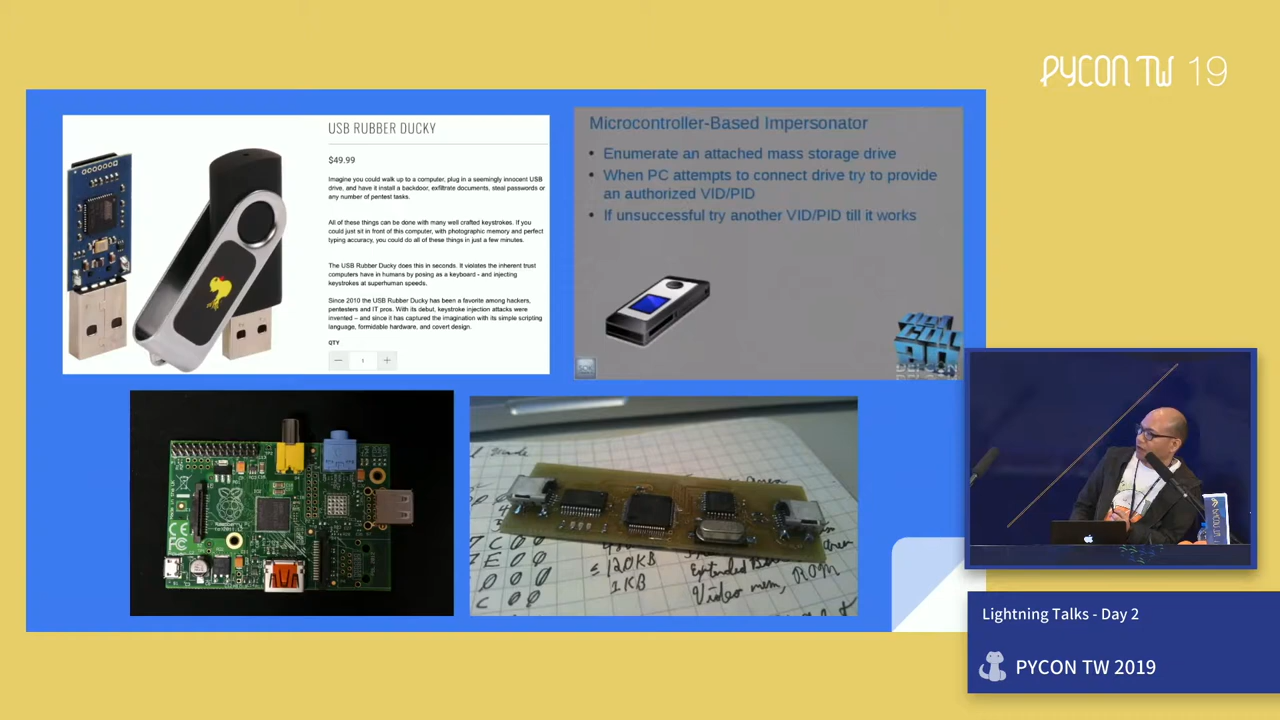 PYCON TW 19
USB RUBBER DUCKY
$49.99
Imagine you could walk up to a computer, plug in a seemingly innocent USB
drive, and have it install a backdoor, exfiltrate documents, steal passwords or
any number of pentest tasks.
All of these things can be done with many well crafted keystrokes. If you
could just sit in front of this computer, with photographic memory and perfect
typing accuracy, you could do all of these things in just a few minutes.
The USB Rubber Ducky does this in seconds. It violates the inherent trust
computers have in humans by posing as a keyboard - and injecting
keystrokes at superhuman speeds.
Since 2010 the USB Rubber Ducky has been a favorite among hackers,
pentesters and IT pros. With its debut, keystroke injection attacks were
invented – and since it has captured the imagination with its simple scripting
language, formidable hardware, and covert design.
QTY
1
Microcontroller-Based Impersonator
• Enumerate an attached mass storage drive
• When PC attempts to connect drive try to provide
an authorized VID/PID
• If unsuccessful try another VID/PID till it works
Raspberry Pi
CE
FC
≤ 120KB
1KB
Video mem,
ROM
Lightning Talks - Day 2
PYCON TW 2019